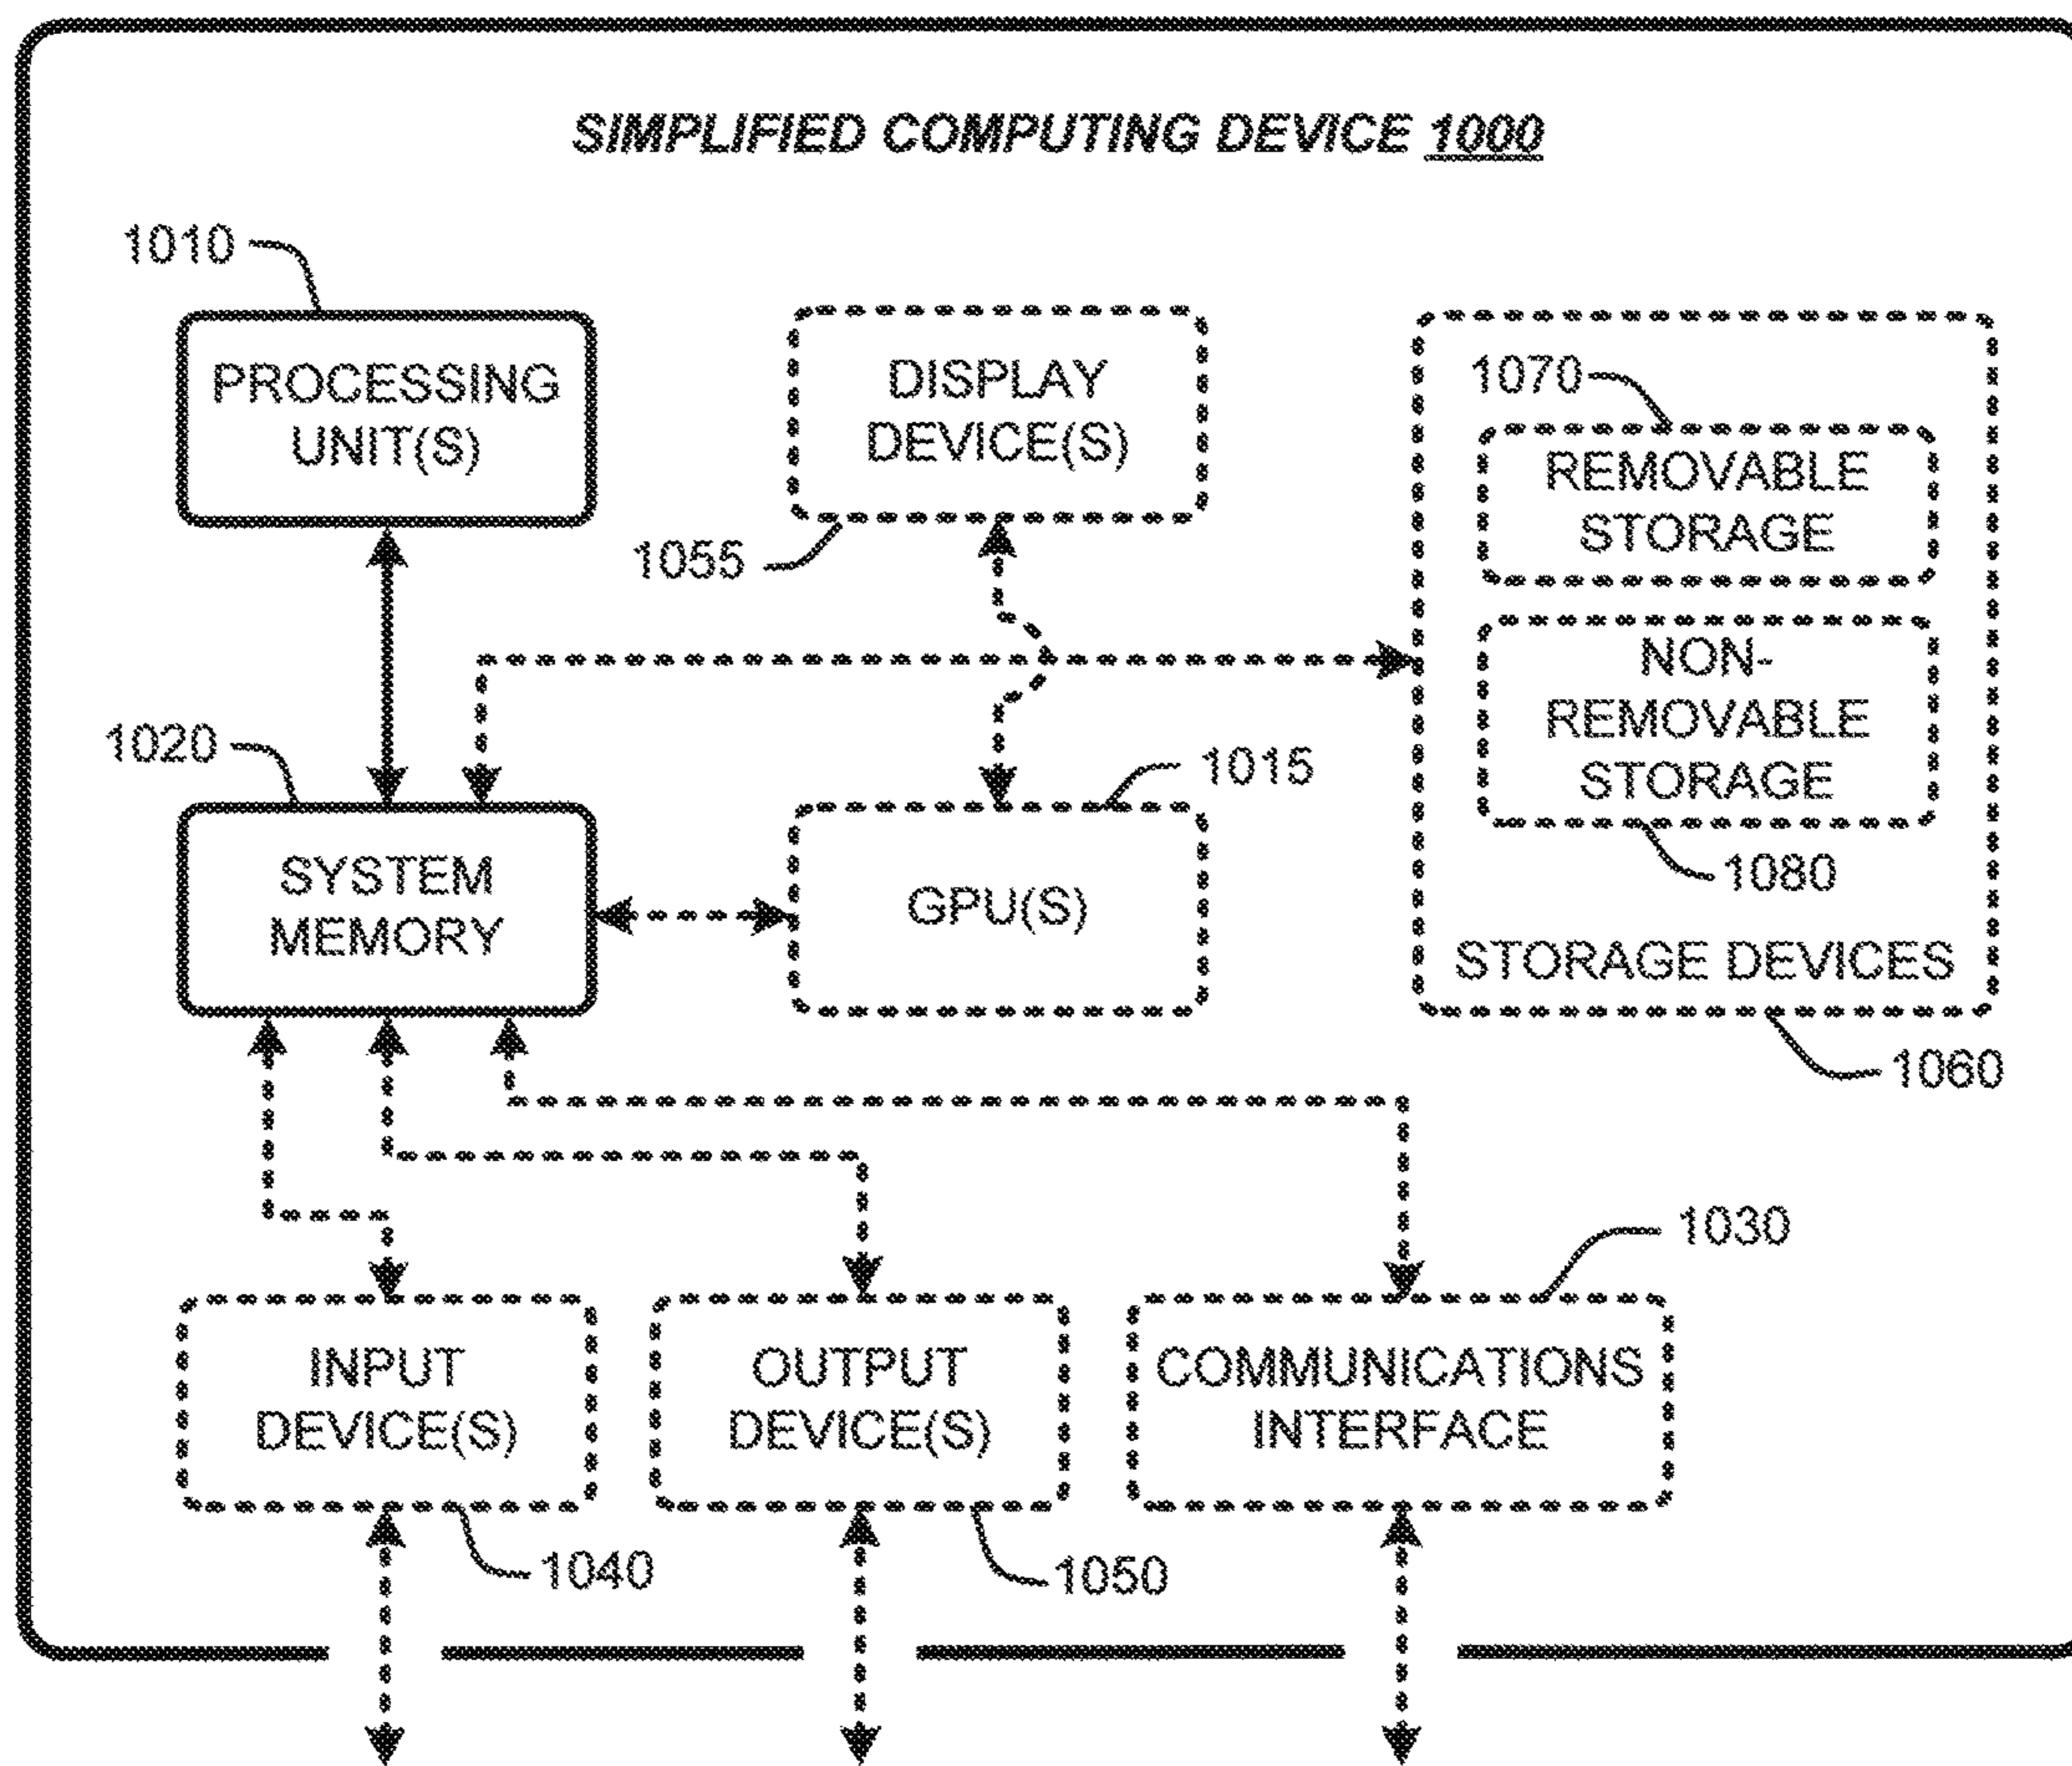 SIMPLIFIED COMPUTING DEVICE 1000
1010
PROCESSING
UNIT(S)
DISPLAY
DEVICE(S)
1055
1070
REMOVABLE
STORAGE
NON-
REMOVABLE
STORAGE
1080
STORAGE DEVICES
1060
1020
SYSTEM
MEMORY
1015
GPU(S)
1030
INPUT
DEVICE(S)
1040
OUTPUT
DEVICE(S)
1050
COMMUNICATIONS
INTERFACE